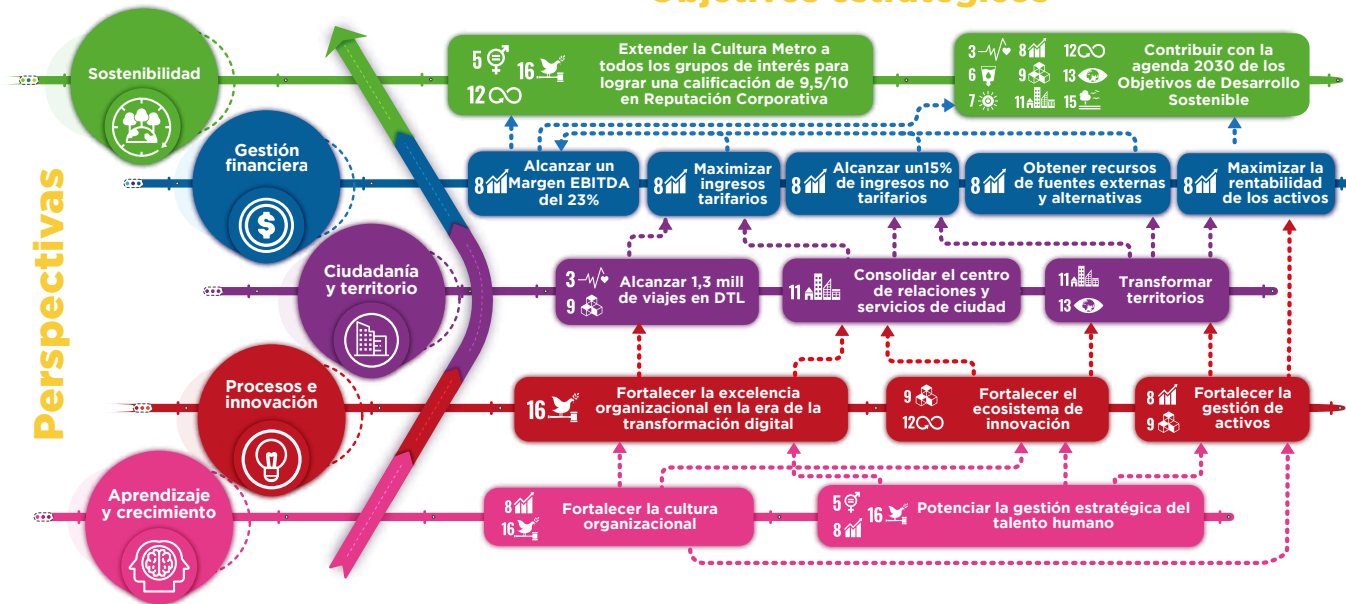 Objetivos estratégicos
Perspectivas
Sostenibilidad
5
16
12
Extender la Cultura Metro a
todos los grupos de interés para
lograr una calificación de 9,5/10
en Reputación Corporativa
3
8
12
6
9
13
7
11
15
Contribuir con la
agenda 2030 de los
Objetivos de Desarrollo
Sostenible
Gestión
financiera
$
8
Alcanzar un
Margen EBITDA
del 23%
8
Maximizar
ingresos
tarifarios
8
Alcanzar un15%
de ingresos no
tarifarios
8
Obtener recursos
de fuentes externas
y alternativas
8
Maximizar la
rentabilidad
de los activos
Ciudadanía
y territorio
3
9
Alcanzar 1,3 mill
de viajes en DTL
11
Consolidar el centro
de relaciones y
servicios de ciudad
11
13
Transformar
territorios
Procesos e
innovación
16
Fortalecer la excelencia
organizacional en la era de la
transformación digital
9
12
Fortalecer el
ecosistema de
innovación
8
9
Fortalecer la
gestión de
activos
Aprendizaje
y crecimiento
8
16
Fortalecer la cultura
organizacional
5
8
16
Potenciar la gestión estratégica del
talento humano